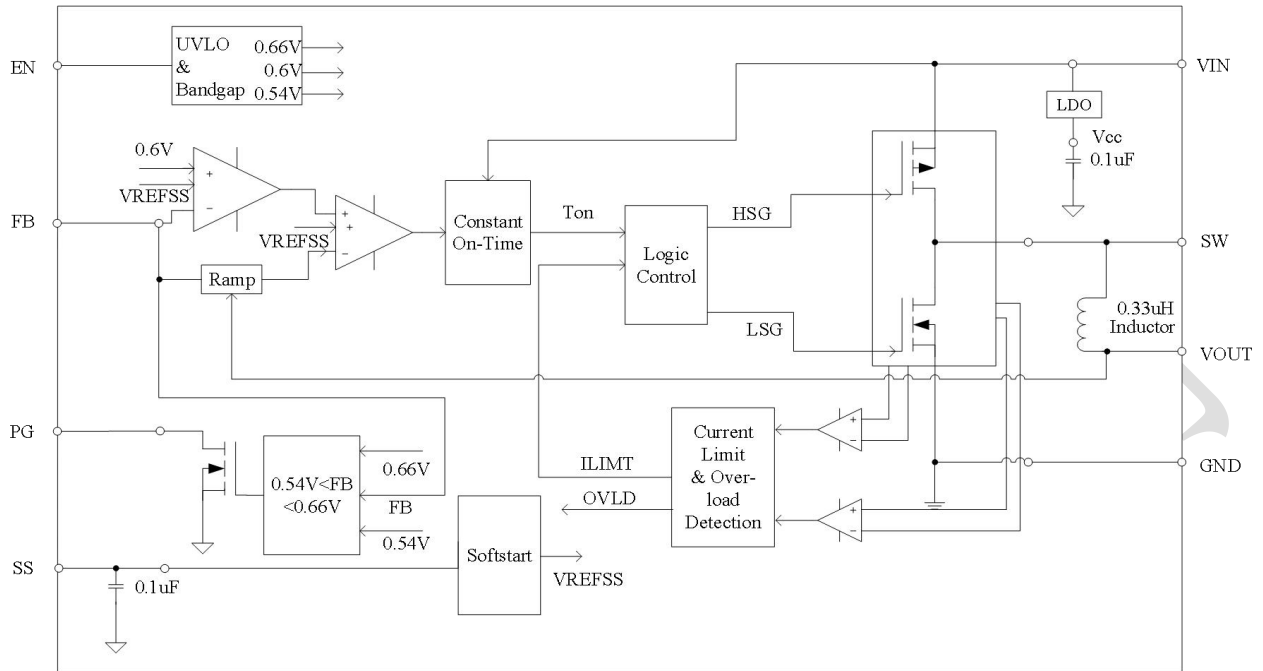 EN
UVLO
&
Bandgap
0.66V
0.6V
0.54V
VIN
LDO
Vcc
0.1uF
0.6V
VREFSS
FB
VREFSS
Ramp
Constant
On-Time
Ton
Logic
Control
HSG
LSG
SW
0.33uH
Inductor
VOUT
PG
0.54V<FB
<0.66V
0.66V
FB
0.54V
ILIMT
OVLD
Current
Limit
& Over-
load
Detection
GND
SS
0.1uF
Softstart
VREFSS